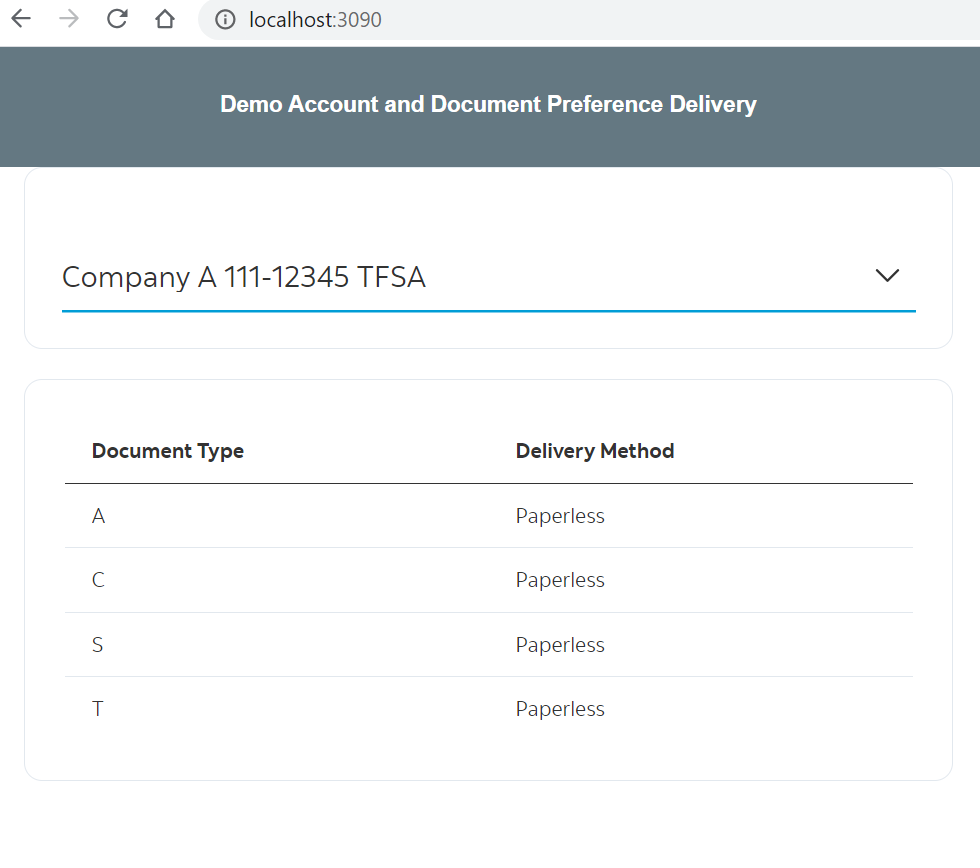 localhost:3090
Demo Account and Document Preference Delivery
Company A 111-12345 TFSA
Document Type Delivery Method
A Paperless
C Paperless
S Paperless
T Paperless